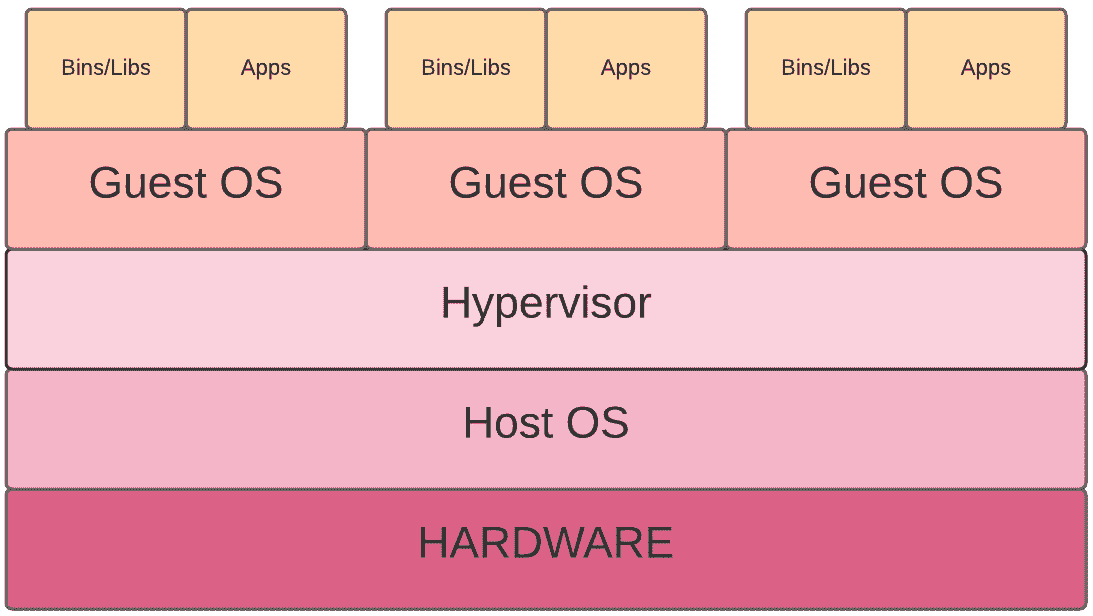 Bins/Libs
Apps
Bins/Libs
Apps
Bins/Libs
Apps
Guest OS
Guest OS
Guest OS
Hypervisor
Host OS
HARDWARE